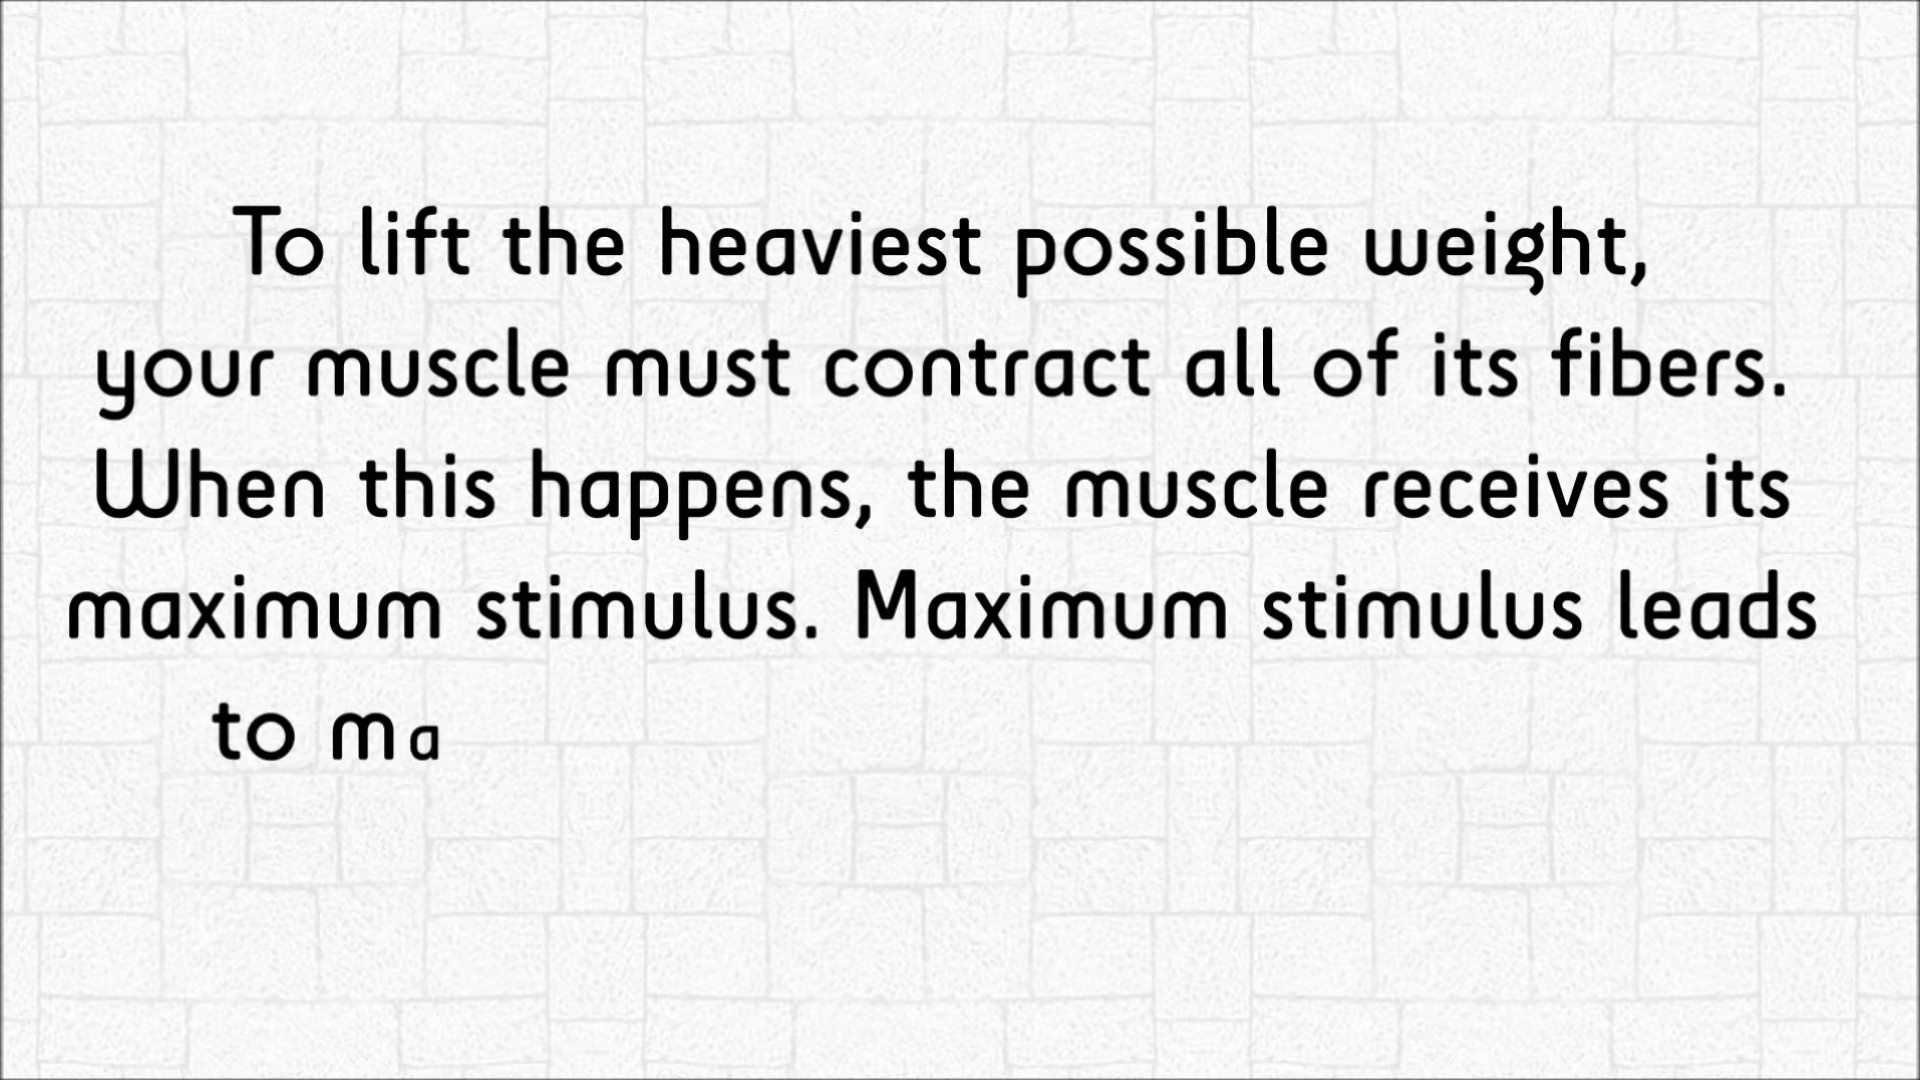 To lift the heaviest possible weight,
your muscle must contract all of its fibers.
When this happens, the muscle receives its
maximum stimulus. Maximum stimulus leads
to ma